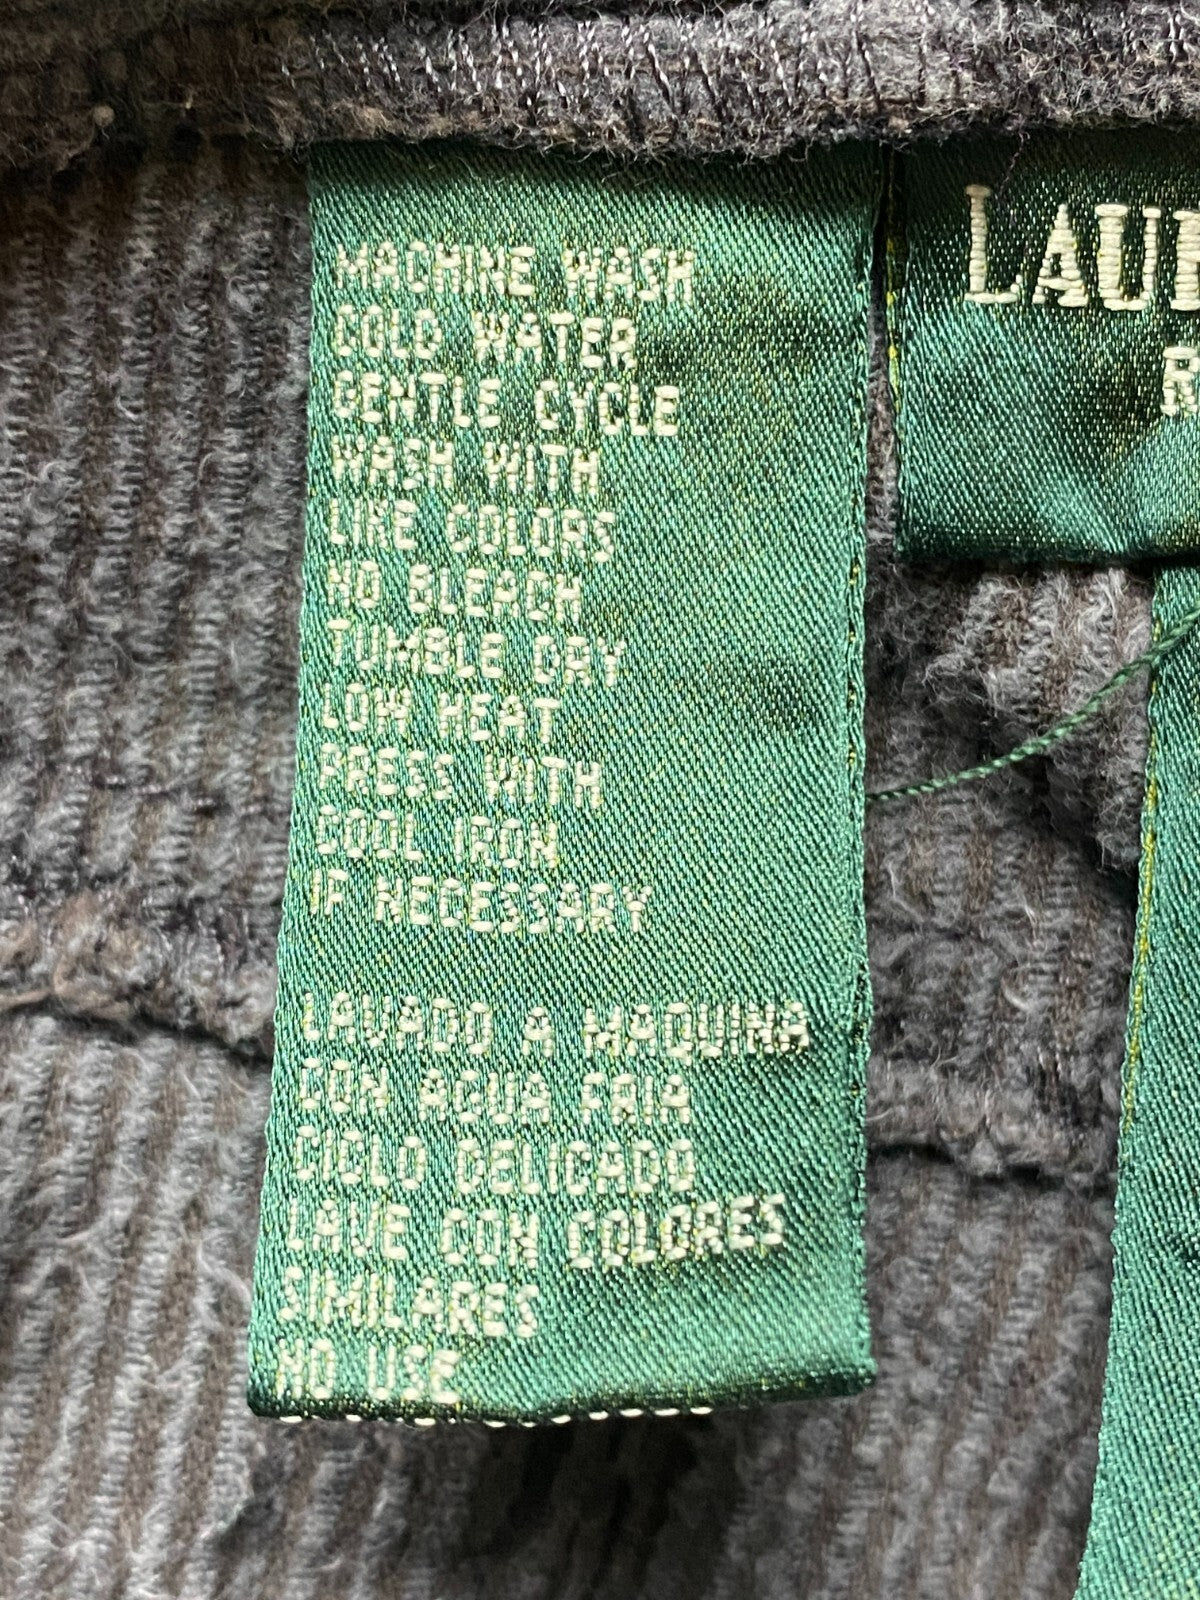 MACHINE WASH
COLD WATER
GENTLE CYCLE
WASH WITH
LIKE COLORS
NO BLEACH
TUMBLE DRY
LOW HEAT
PRESS WITH
COOL IRON
IF NECESSARY
LAVADO A MAQUINA
CON AGUA FRIA
CICLO DELICADO
LAVE CON COLORES
SIMILARES
NO USE
LAU
R